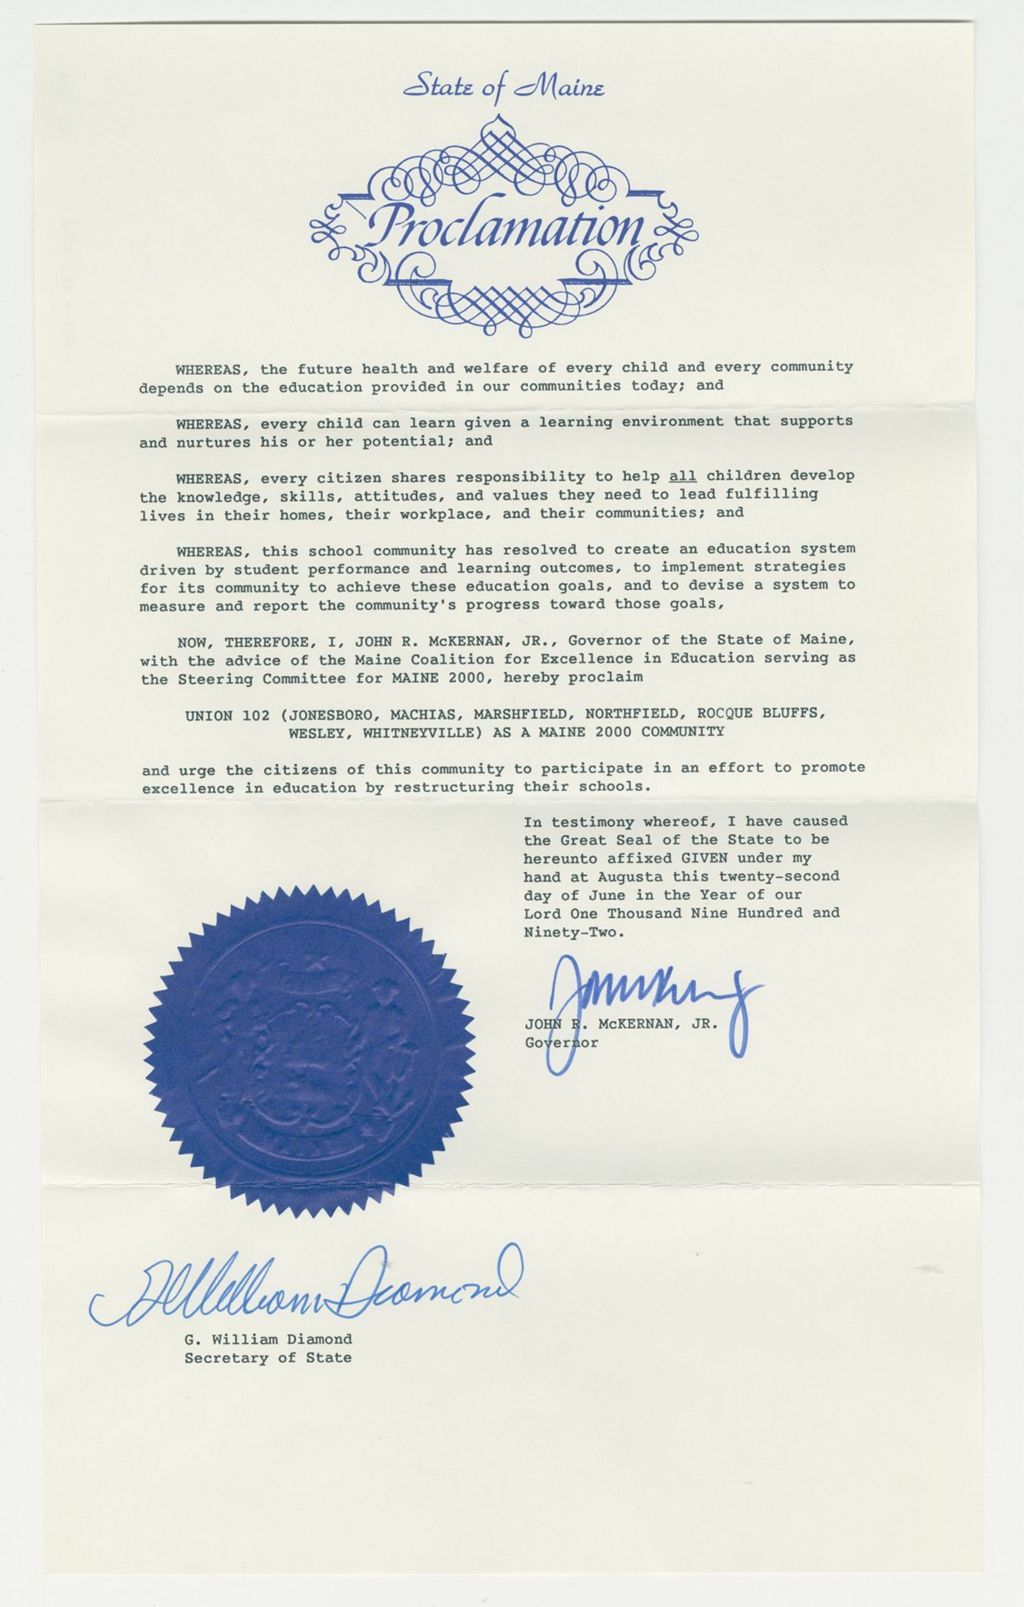 State of Maine
Proclamation
WHEREAS, the future health and welfare of every child and every community
depends on the education provided in our communities today; and
WHEREAS, every child can learn given a learning environment that supports
and nurtures his or her potential; and
WHEREAS, every citizen shares responsibility to help all children develop
the knowledge, skills, attitudes, and values they need to lead fulfilling
lives in their homes, their workplace, and their communities; and
WHEREAS, this school community has resolved to create an education system
driven by student performance and learning outcomes, to implement strategies
for its community to achieve these education goals, and to devise a system to
measure and report the community's progress toward those goals,
NOW, THEREFORE, I, JOHN R. McKERNAN, JR., Governor of the State of Maine,
with the advice of the Maine Coalition for Excellence in Education serving as
the Steering Committee for MAINE 2000, hereby proclaim
UNION 102 (JONESBORO, MACHIAS, MARSHFIELD, NORTHFIELD, ROCQUE BLUFFS,
WESLEY, WHITNEYVILLE) AS A MAINE 2000 COMMUNITY
and urge the citizens of this community to participate in an effort to promote
excellence in education by restructuring their schools.
In testimony whereof, I have caused
the Great Seal of the State to be
hereunto affixed GIVEN under my
hand at Augusta this twenty-second
day of June in the Year of our
Lord One Thousand Nine Hundred and
Ninety-Two.
JOHN R. McKERNAN, JR.
Governor
G William Diamond
G. William Diamond
Secretary of State